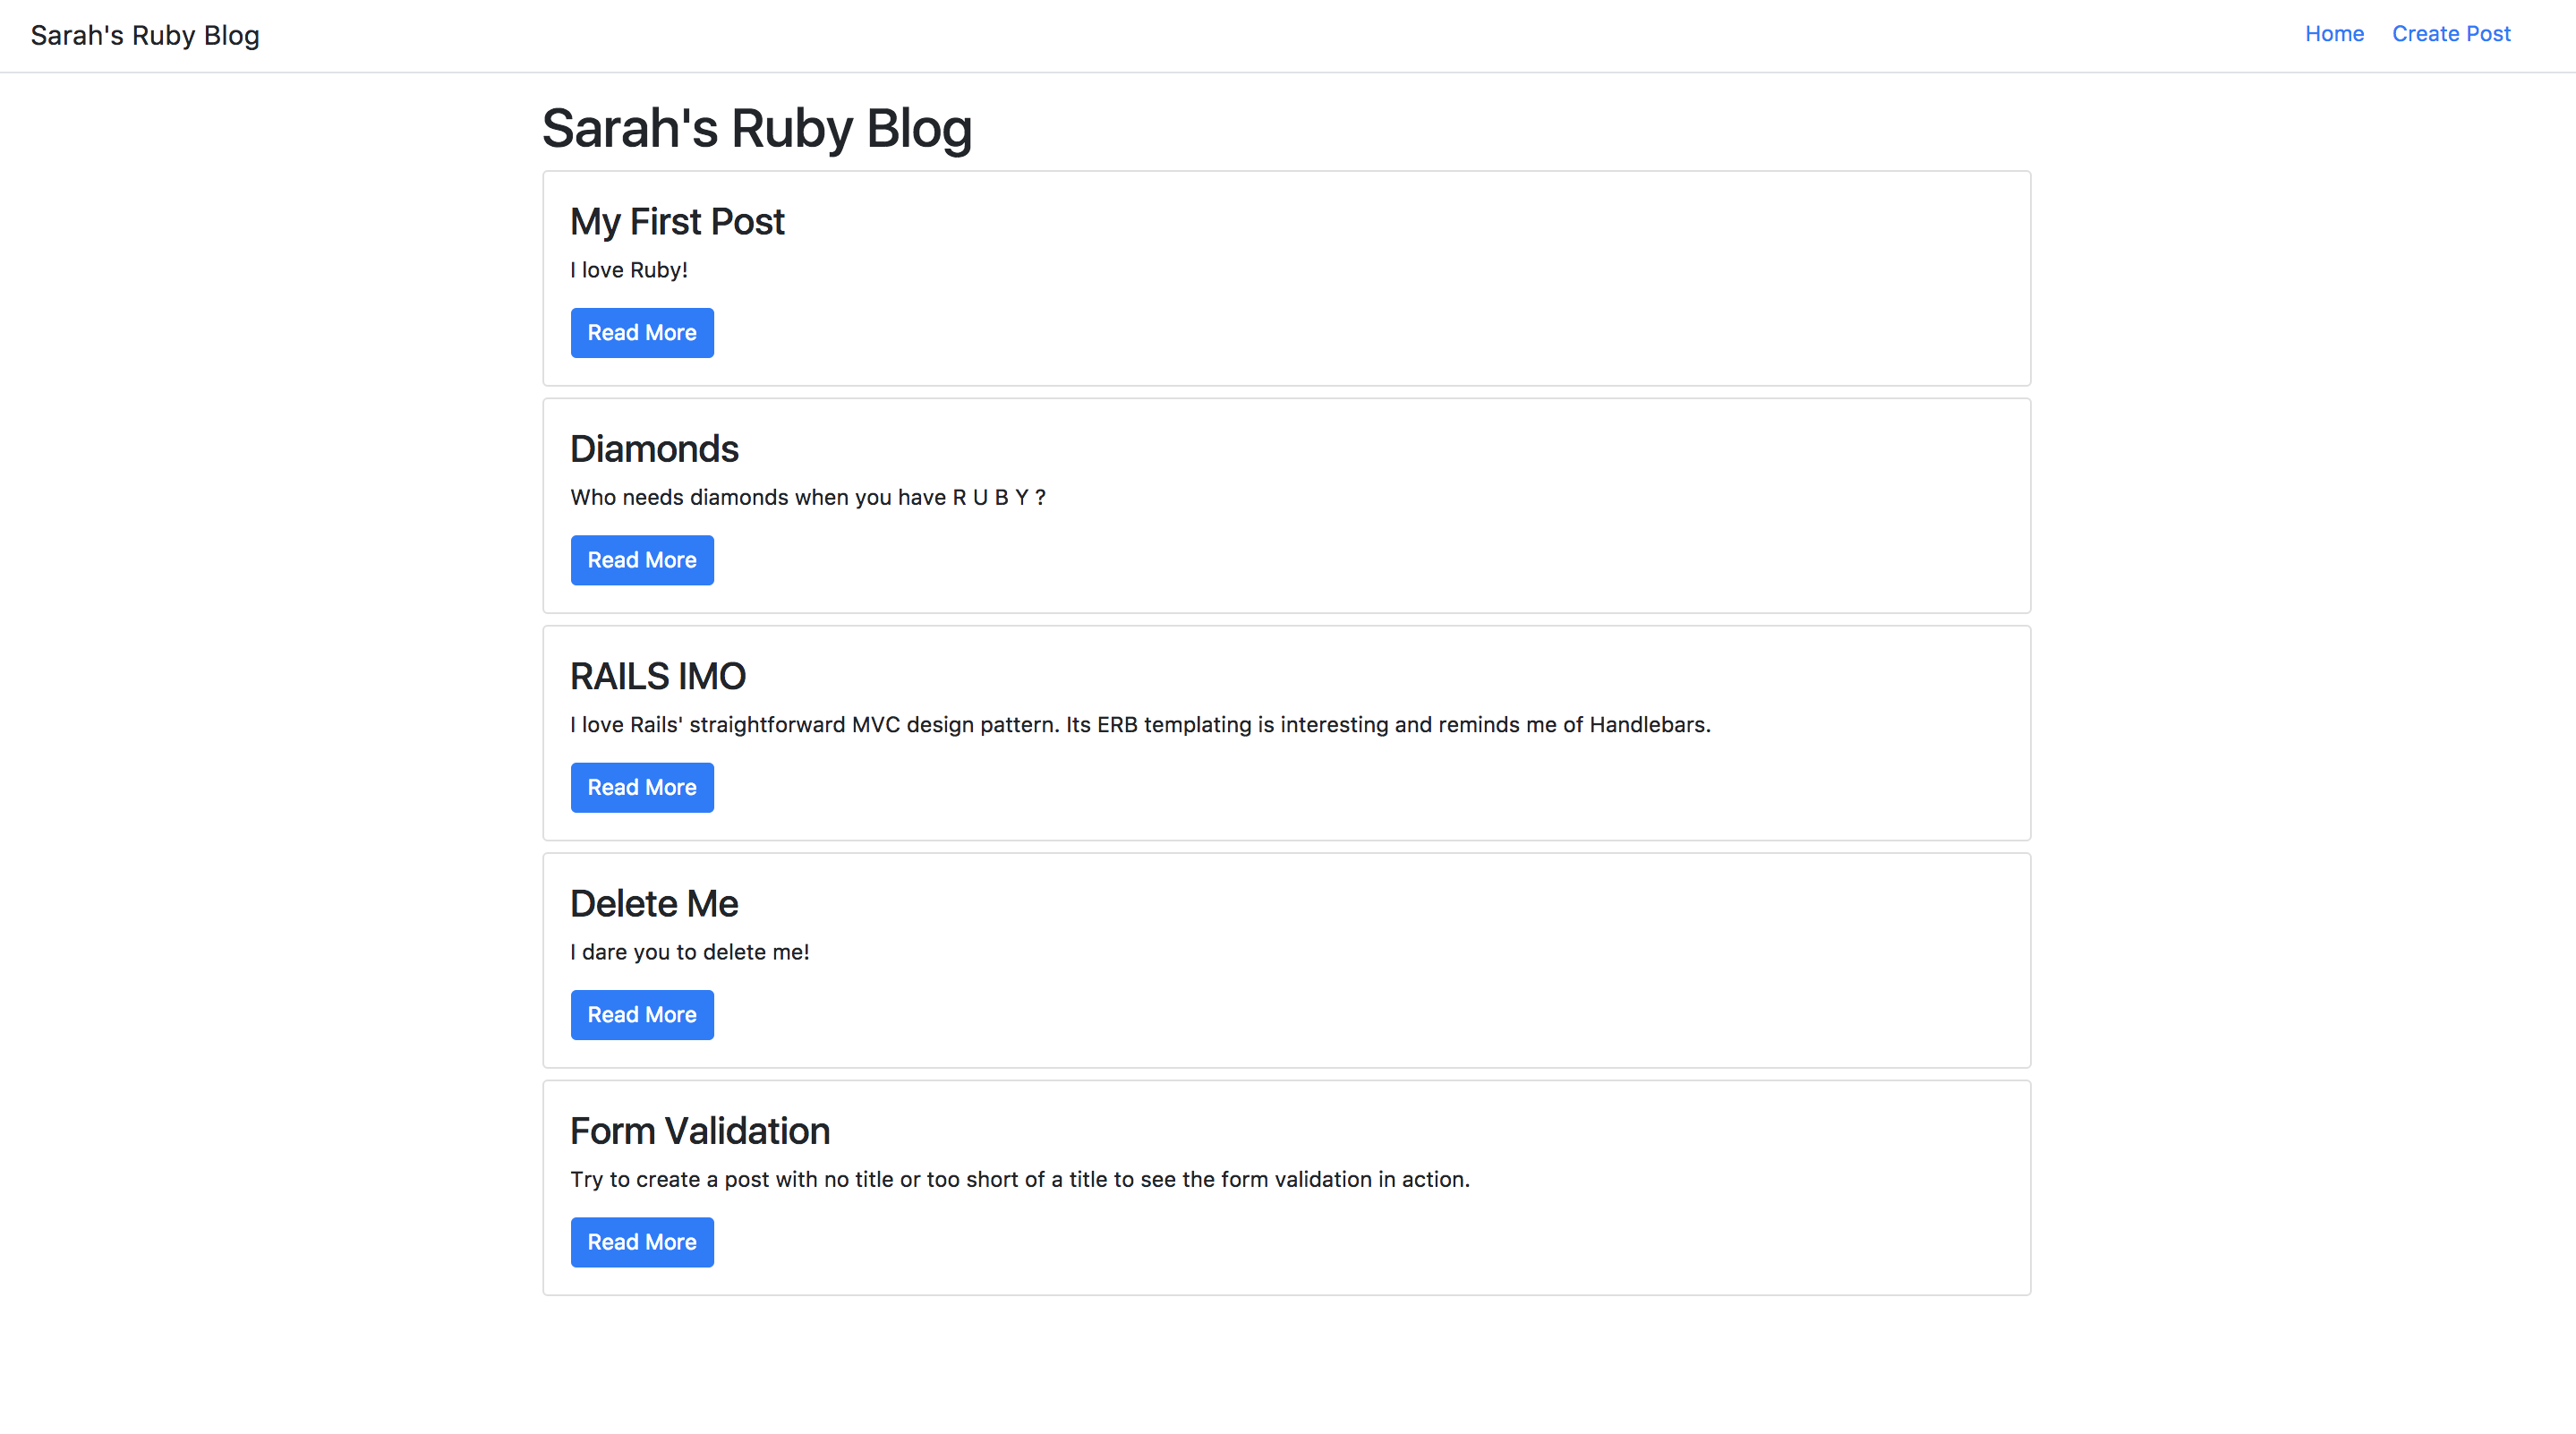 Sarah's Ruby Blog
Home Create Post
Sarah's Ruby Blog
My First Post
I love Ruby!
Read More
Diamonds
Who needs diamonds when you have R U B Y ?
Read More
RAILS IMO
I love Rails' straightforward MVC design pattern. Its ERB templating is interesting and reminds me of Handlebars.
Read More
Delete Me
I dare you to delete me!
Read More
Form Validation
Try to create a post with no title or too short of a title to see the form validation in action.
Read More